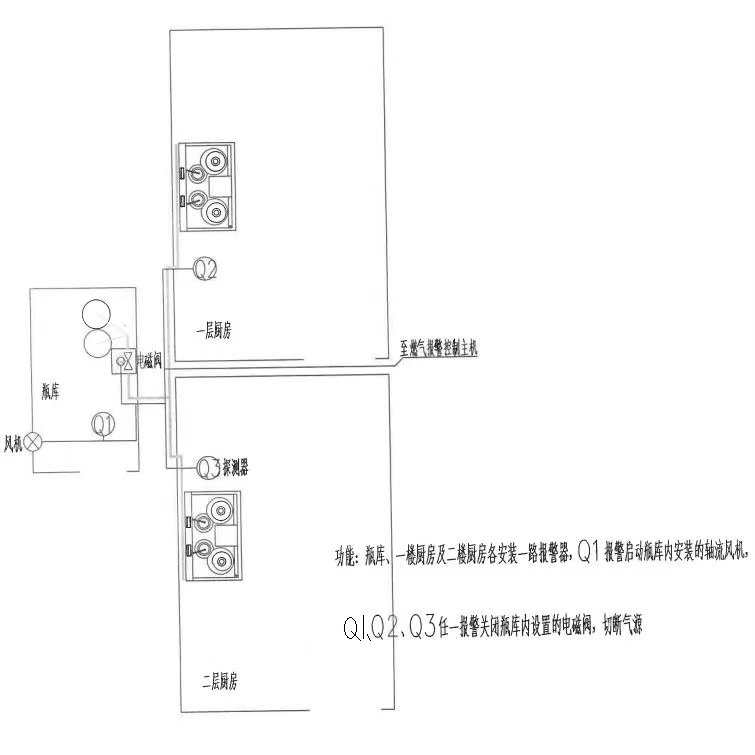 Q2
一层厨房
至燃气报警控制主机
电磁阀
瓶库
Q1
风机
Q3 探测器
功能：瓶库、一楼厨房及二楼厨房各安装一路报警器，Q1 报警启动瓶库内安装的轴流风机，
Q1、Q2、Q3任一报警关闭瓶库内设置的电磁阀，切断气源
二层厨房